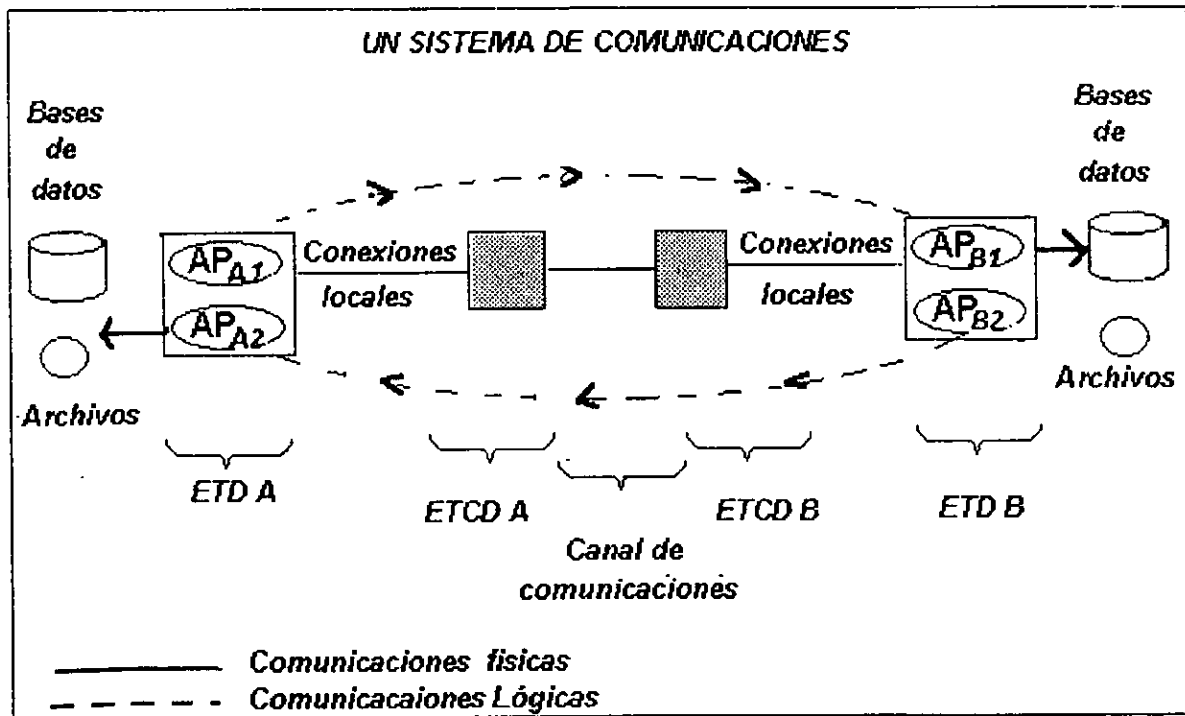 UN SISTEMA DE COMUNICACIONES
Bases
de
datos
Bases
de
datos
AP A1
Conexiones
locales
Conexiones
locales
AP B1
AP A2
AP B2
Archivos
Archivos
ETD A
ETCD A
ETCD B
ETD B
Canal de
comunicaciones
Comunicaciones fisicas
Comunicacaiones Lógicas